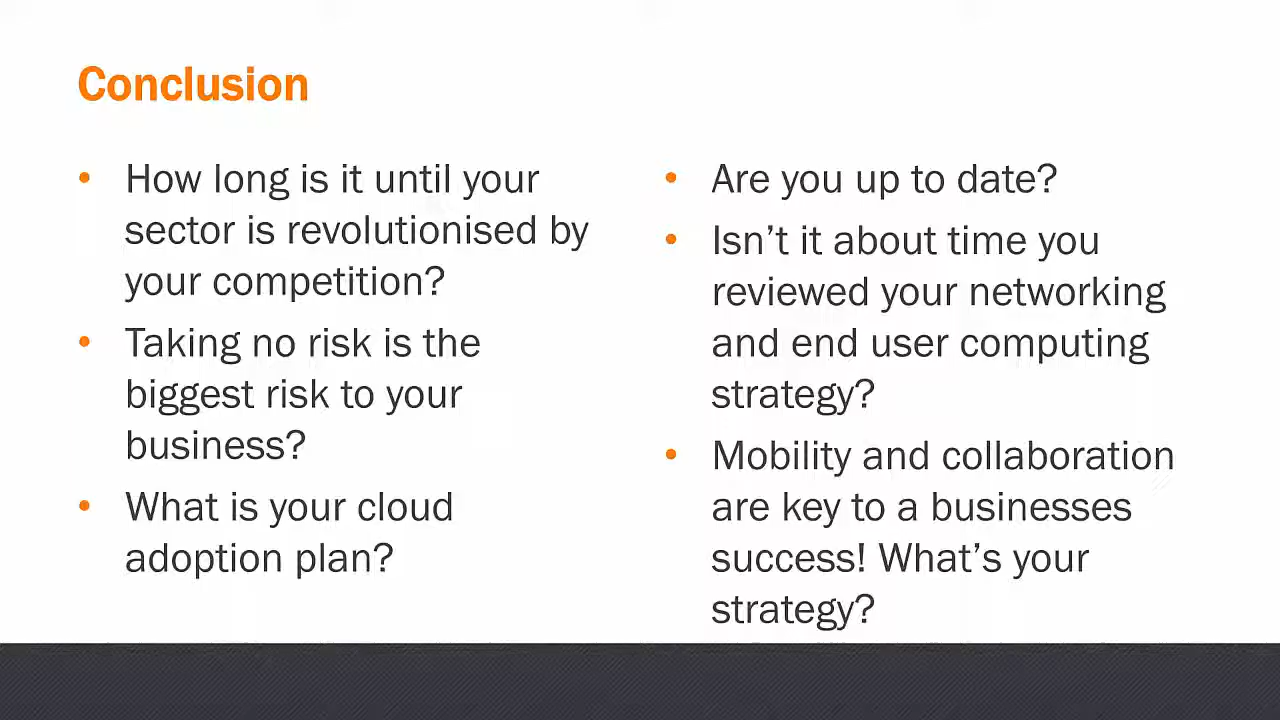 Conclusion
• How long is it until your
sector is revolutionised by
your competition?
• Taking no risk is the
biggest risk to your
business?
• What is your cloud
adoption plan?
• Are you up to date?
• Isn’t it about time you
reviewed your networking
and end user computing
strategy?
• Mobility and collaboration
are key to a businesses
success! What’s your
strategy?